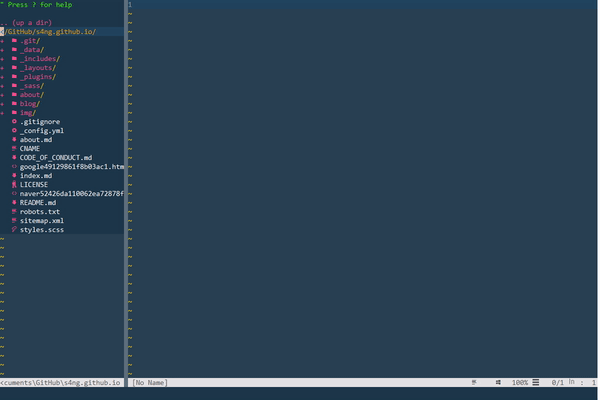 " Press ? for help
.. (up a dir)
</GitHub/s4ng.github.io/
+ .git/
+ _data/
+ _includes/
+ _layouts/
+ _plugins/
+ _sass/
+ about/
+ blog/
+ img/
.gitignore
_config.yml
about.md
CNAME
CODE_OF_CONDUCT.md
google49129861f8b03ac1.htm
index.md
LICENSE
naver52426da110062ea72878f
README.md
robots.txt
sitemap.xml
styles.scss
<cuments\GitHub\s4ng.github.io
1
[No Name] 100% ☰ 0/1 ㏑ : 1